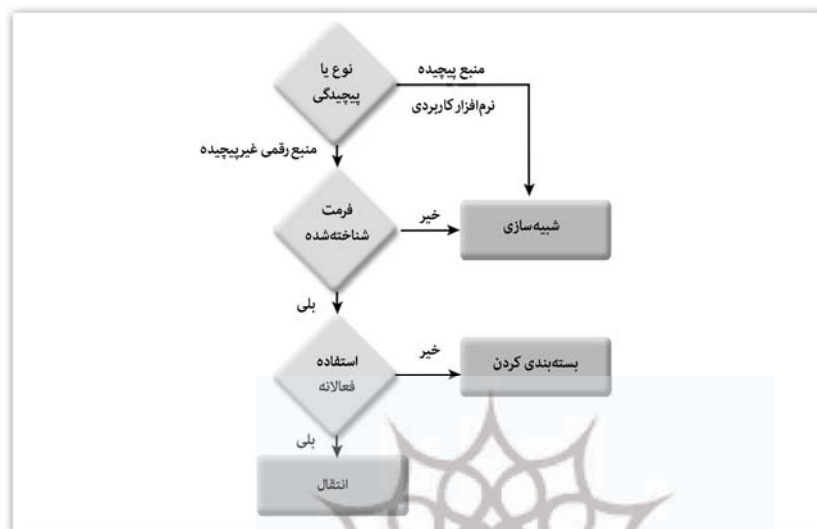 نوع یا
پیچیدگی
منبع پیچیده
نرم‌افزار کاربردی
منبع رقمی غیرپیچیده
فرمت
شناخته‌شده
خیر
شبیه‌سازی
بلی
استفاده
فعالانه
خیر
بسته‌بندی کردن
بلی
انتقال